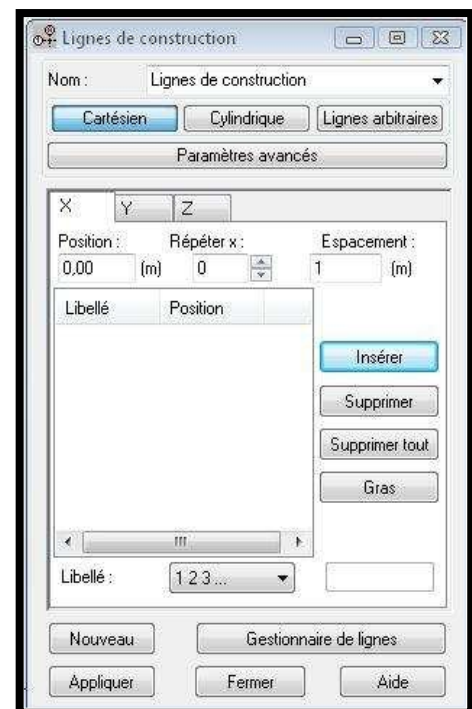 Lignes de construction
Nom : Lignes de construction
Cartésien Cylindrique Lignes arbitraires
Paramètres avancés
X Y Z
Position : Répéter x : Espacement :
0,00 (m) 0 1 (m)
Libellé Position
Insérer
Supprimer
Supprimer tout
Gras
Libellé : 1 2 3 ...
Nouveau Gestionnaire de lignes
Appliquer Fermer Aide